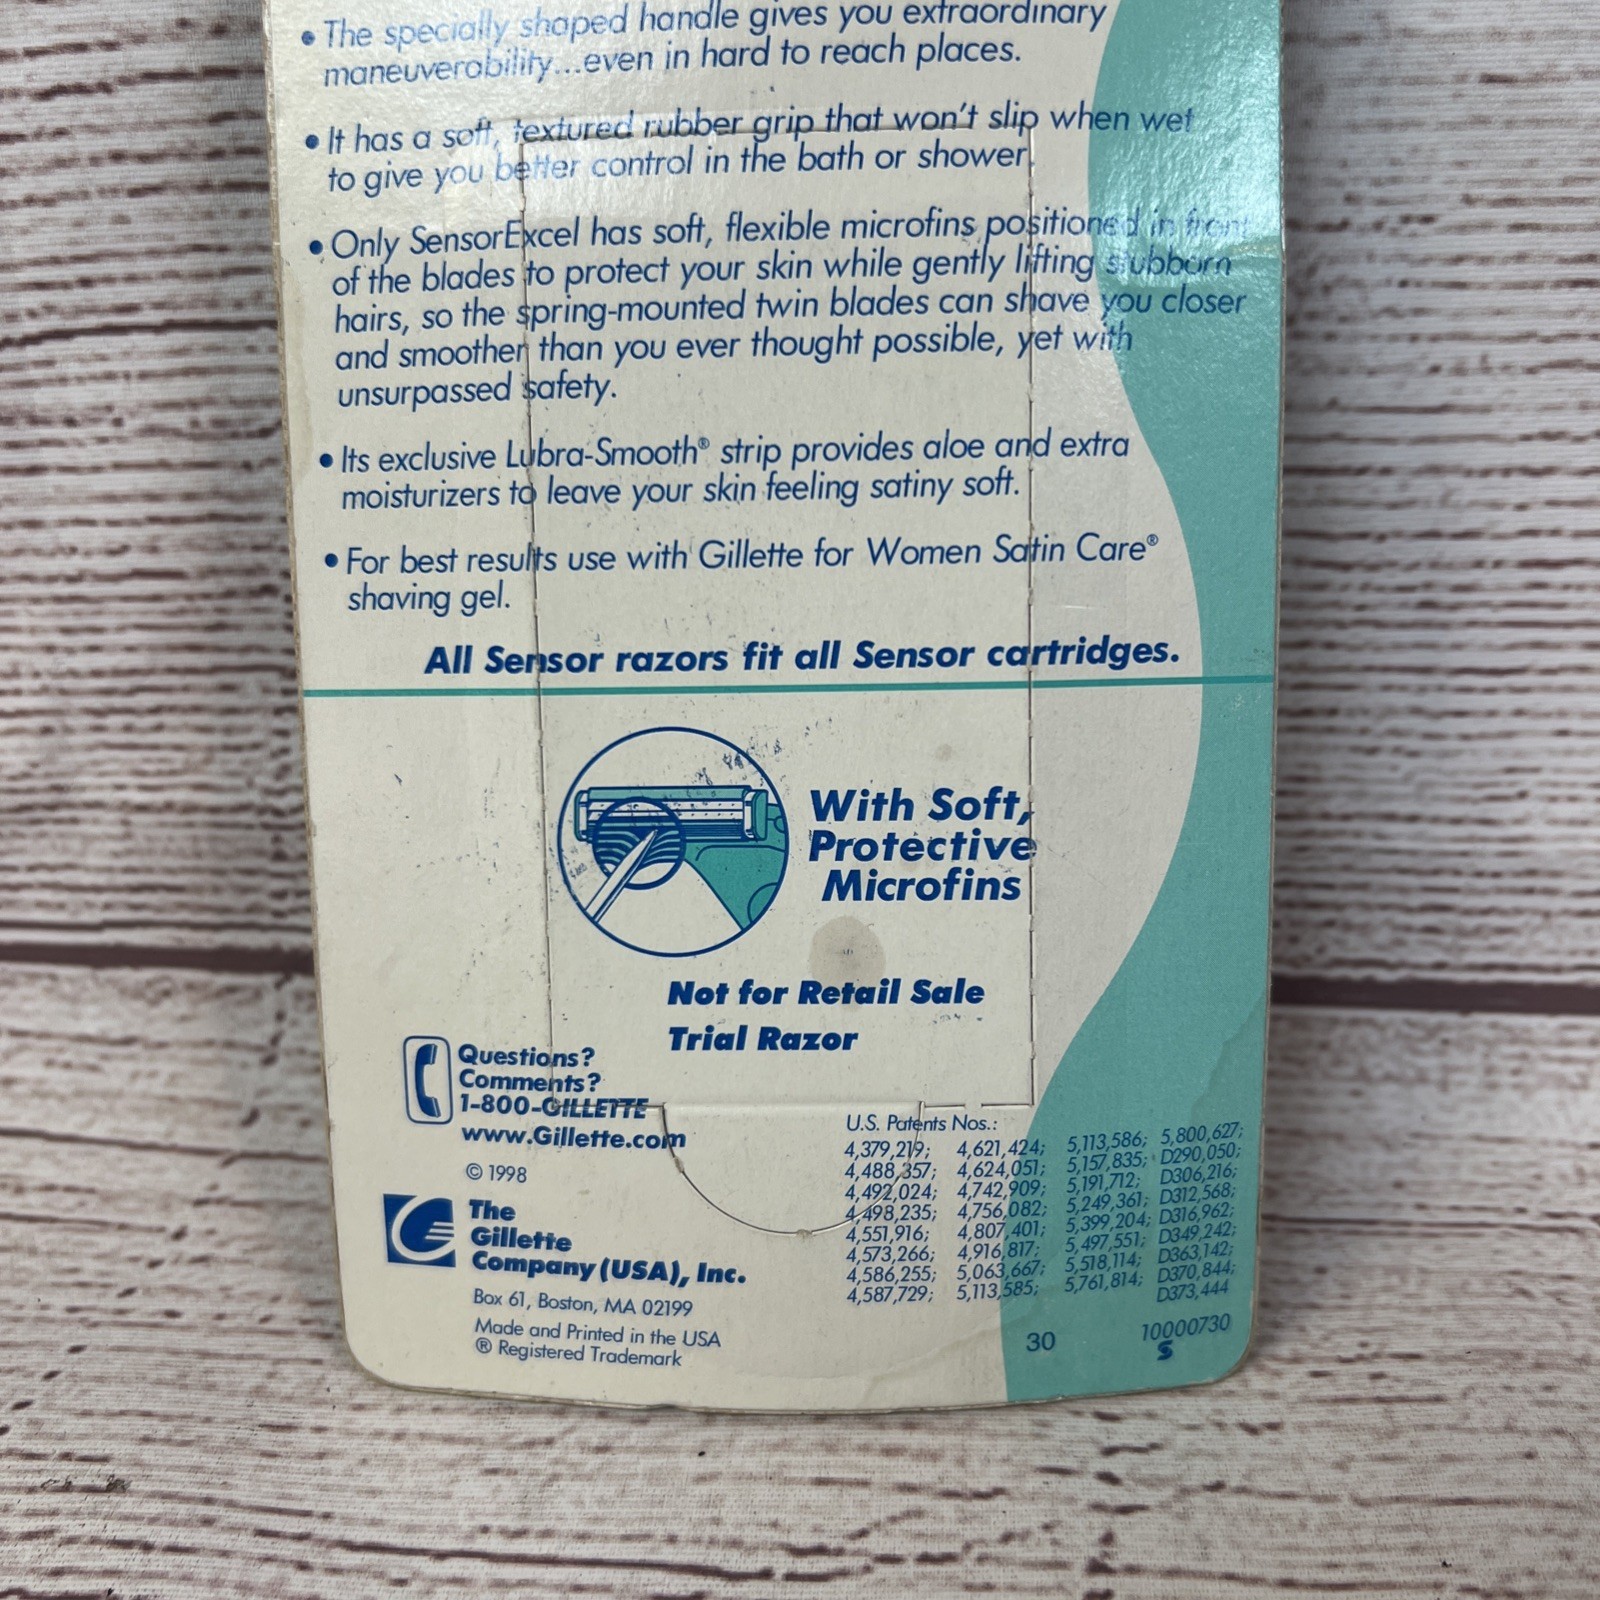 • The specially shaped handle gives you extraordinary
maneuverability...even in hard to reach places.
• It has a soft, textured rubber grip that won't slip when wet
to give you better control in the bath or shower.
• Only SensorExcel has soft, flexible microfins positioned in front
of the blades to protect your skin while gently lifting stubborn
hairs, so the spring-mounted twin blades can shave you closer
and smoother than you ever thought possible, yet with
unsurpassed safety.
• Its exclusive Lubra-Smooth® strip provides aloe and extra
moisturizers to leave your skin feeling satiny soft.
• For best results use with Gillette for Women Satin Care®
shaving gel.
All Sensor razors fit all Sensor cartridges.
With Soft,
Protective
Microfins
Not for Retail Sale
Trial Razor
Questions?
Comments?
1-800-GILLETTE
www.Gillette.com
© 1998
The
Gillette
Company (USA), Inc.
Box 61, Boston, MA 02199
Made and Printed in the USA
® Registered Trademark
U.S. Patents Nos.:
4,379,219; 4,621,424; 5,113,586; 5,800,627;
4,488,357; 4,624,051; 5,157,835; D290,050;
4,492,024; 4,742,909; 5,191,712; D306,216;
4,498,235; 4,756,082; 5,249,361; D312,568;
4,551,916; 4,807,401; 5,399,204; D316,962;
4,573,266; 4,916,817; 5,497,551; D349,242;
4,586,255; 5,063,667; 5,518,114; D363,142;
4,587,729; 5,113,585; 5,761,814; D370,844;
D373,444
30
10000730